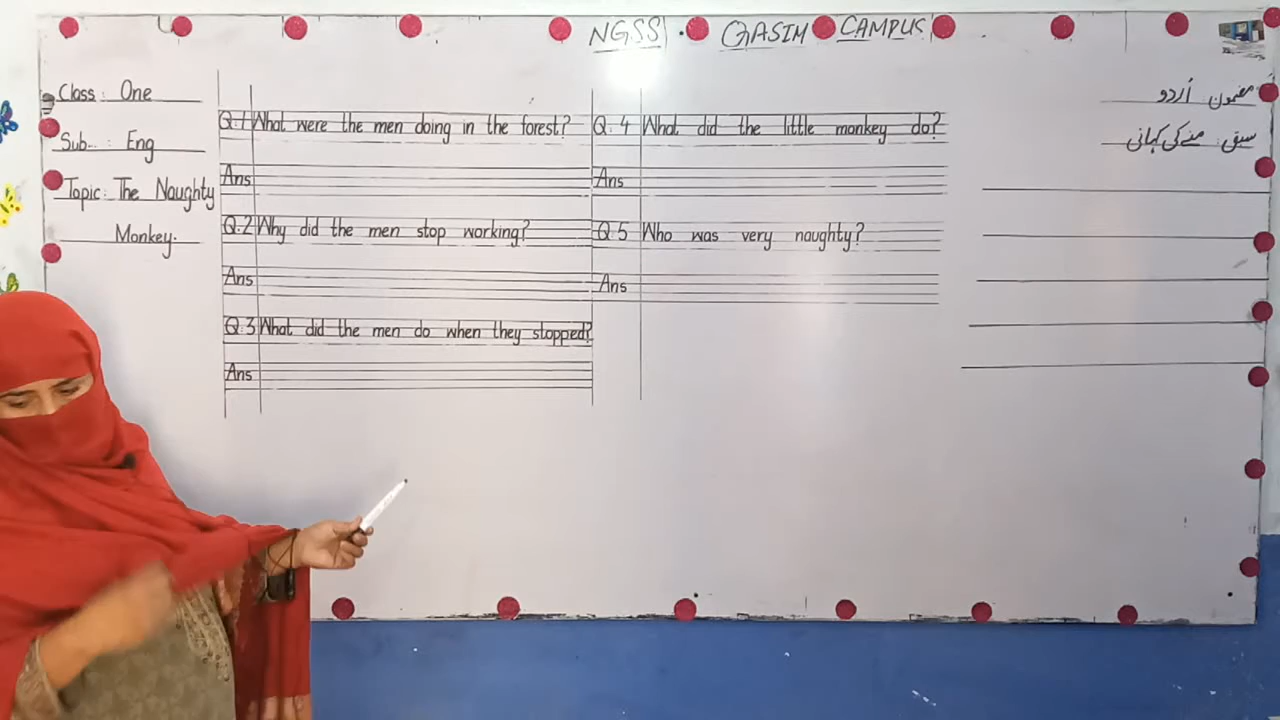 NGSS . QASIM CAMPUS
Class: One
Sub..: Eng
Topic: The Naughty
Monkey.
Q.1 What were the men doing in the forest?
Ans
Q.2 Why did the men stop working?
Ans
Q.3 What did the men do when they stopped?
Ans
Q.4 What did the little monkey do?
Ans
Q.5 Who was very naughty?
Ans
مضمون اُردو
سبق: منے کی کہانی